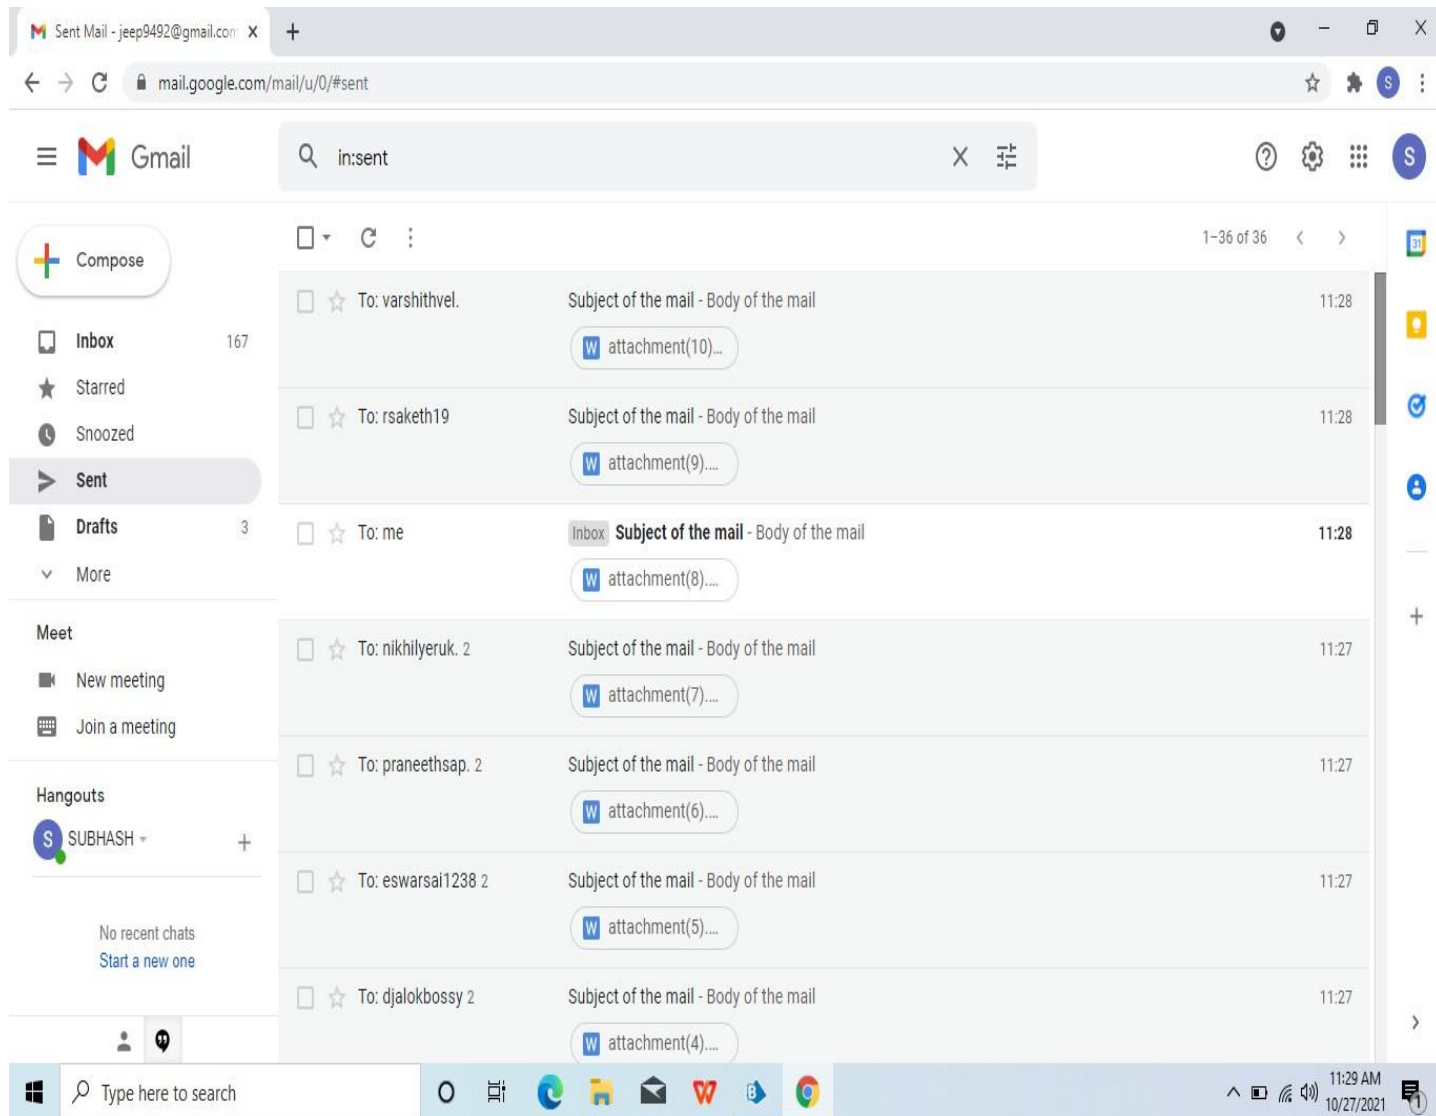 Sent Mail - jeep9492@gmail.com
mail.google.com/mail/u/0/#sent
S
Gmail
in:sent
S
Compose
1–36 of 36
31
Inbox 167
Starred
Snoozed
Sent
Drafts 3
More
Meet
New meeting
Join a meeting
Hangouts
S SUBHASH
No recent chats
Start a new one
To: varshithvel. Subject of the mail - Body of the mail 11:28
W attachment(10)...
To: rsaketh19 Subject of the mail - Body of the mail 11:28
W attachment(9)....
To: me Inbox Subject of the mail - Body of the mail 11:28
W attachment(8)....
To: nikhilyeruk. 2 Subject of the mail - Body of the mail 11:27
W attachment(7)....
To: praneethsap. 2 Subject of the mail - Body of the mail 11:27
W attachment(6)....
To: eswarsai1238 2 Subject of the mail - Body of the mail 11:27
W attachment(5)....
To: djalokbossy 2 Subject of the mail - Body of the mail 11:27
W attachment(4)....
Type here to search
11:29 AM
10/27/2021
1